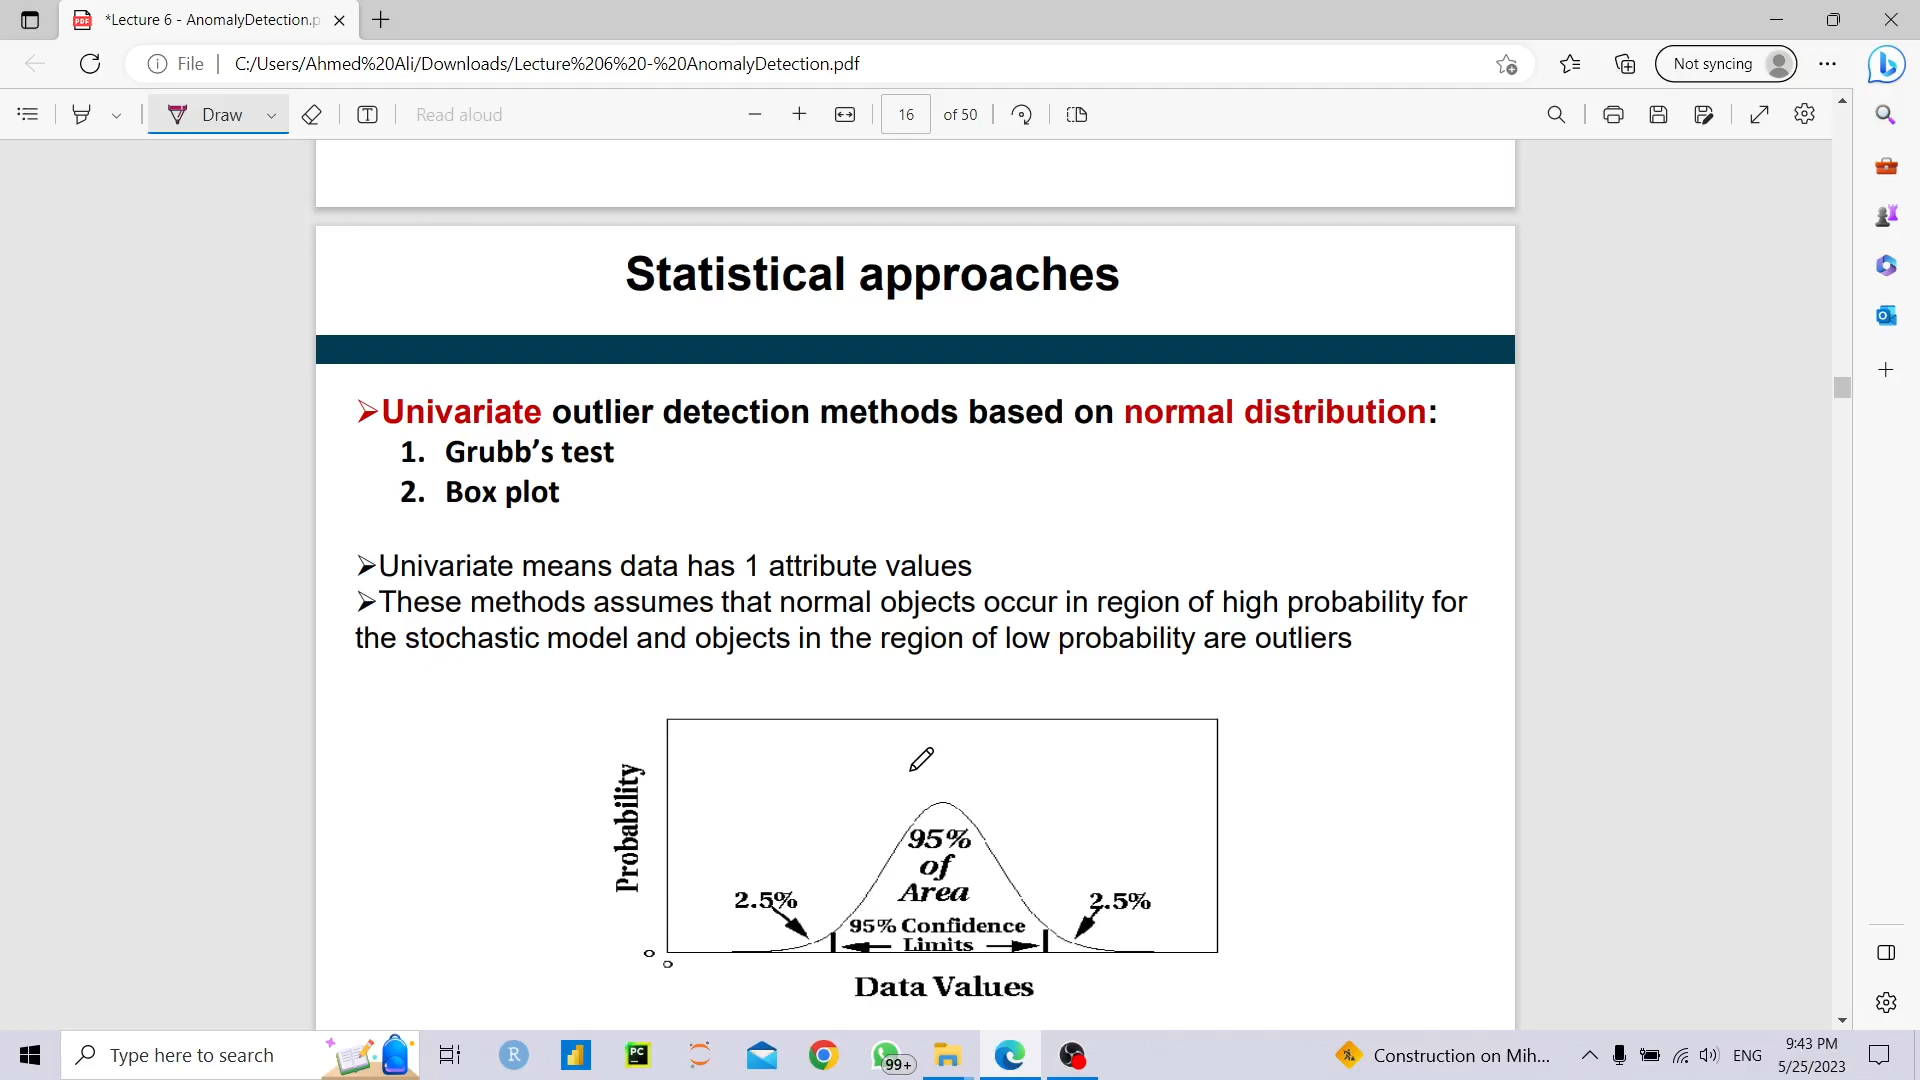 *Lecture 6 - AnomalyDetection.p
File
C:/Users/Ahmed%20Ali/Downloads/Lecture%206%20-%20AnomalyDetection.pdf
Not syncing
Draw
Read aloud
16 of 50
Statistical approaches
➢Univariate outlier detection methods based on normal distribution:
1. Grubb’s test
2. Box plot
➢Univariate means data has 1 attribute values
➢These methods assumes that normal objects occur in region of high probability for
the stochastic model and objects in the region of low probability are outliers
Probability
95%
of
Area
2.5%
2.5%
95% Confidence
Limits
0
0
Data Values
Type here to search
R
PC
99+
Construction on Mih...
ENG
9:43 PM
5/25/2023